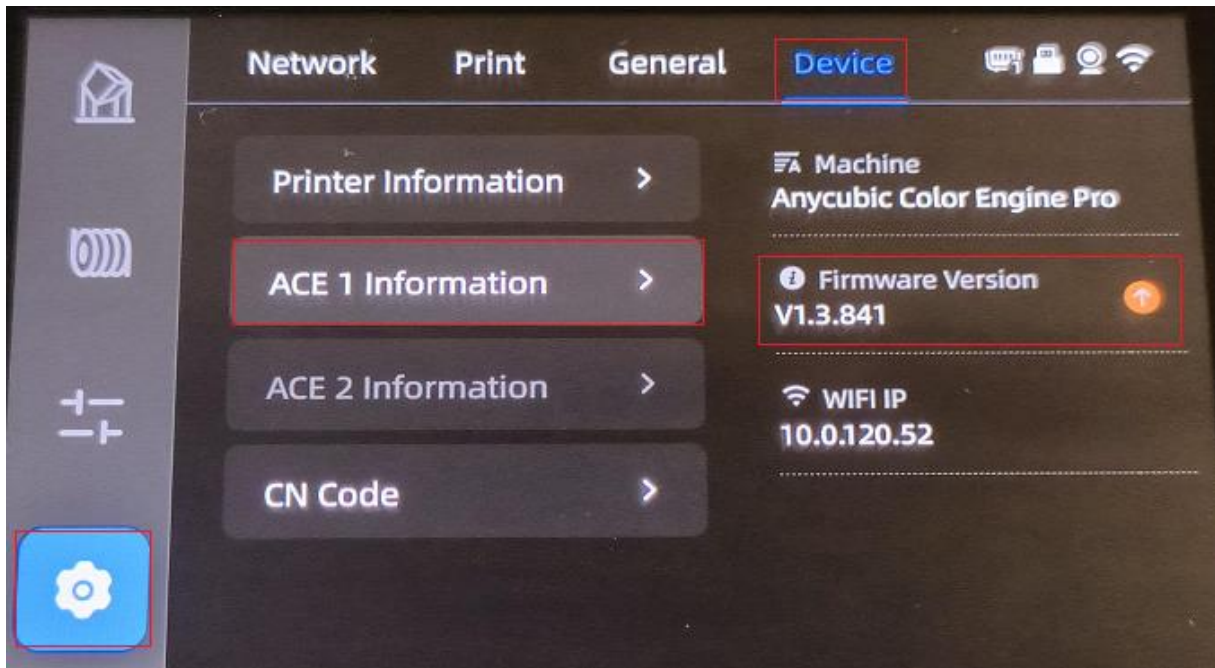 Network Print General Device
Printer Information
ACE 1 Information
ACE 2 Information
CN Code
Machine
Anycubic Color Engine Pro
Firmware Version
V1.3.841
WIFI IP
10.0.120.52